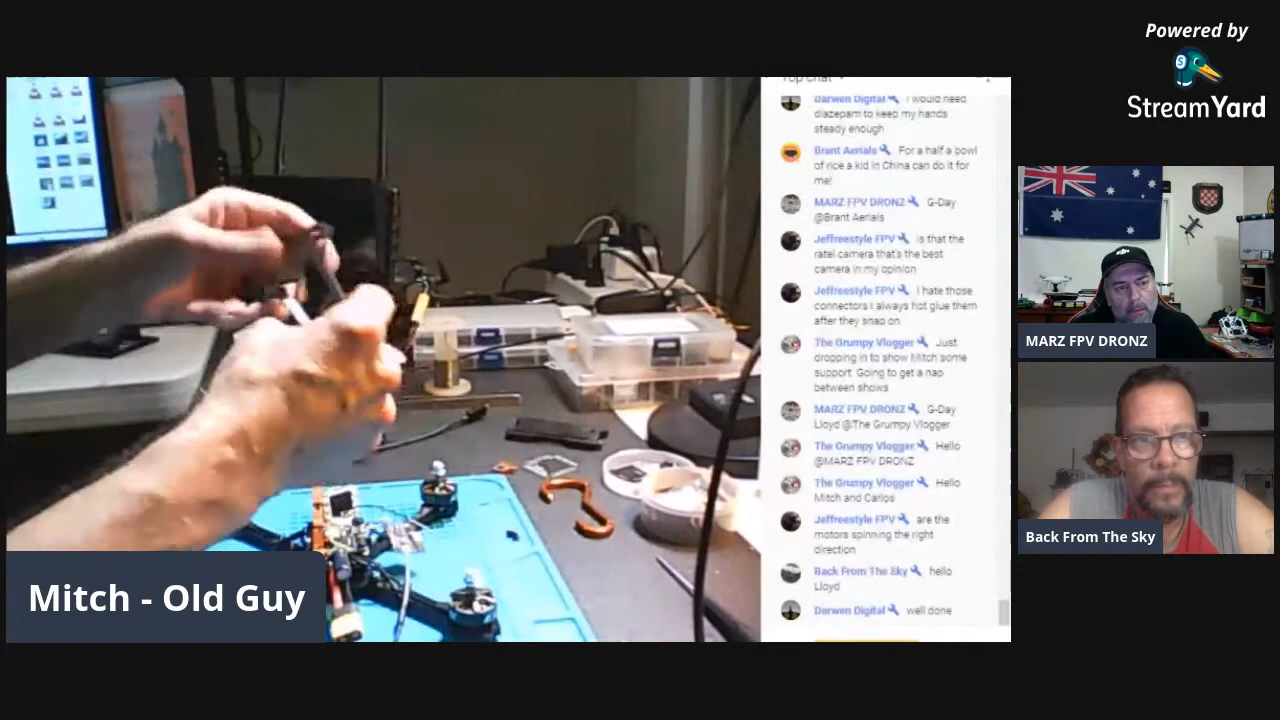 Powered by
StreamYard
Top chat
Darwen Digital I would need
diazepam to keep my hands
steady enough
Brant Aerials For a half a bowl
of rice a kid in China can do it for
me!
MARZ FPV DRONZ G-Day
@Brant Aerials
Jeffreestyle FPV is that the
ratel camera that's the best
camera in my opinion
Jeffreestyle FPV I hate those
connectors I always hot glue them
after they snap on
The Grumpy Vlogger Just
dropping in to show Mitch some
support. Going to get a nap
between shows
MARZ FPV DRONZ G-Day
Lloyd @The Grumpy Vlogger
The Grumpy Vlogger Hello
@MARZ FPV DRONZ
The Grumpy Vlogger Hello
Mitch and Carlos
Jeffreestyle FPV are the
motors spinning the right
direction
Back From The Sky hello
Lloyd
Darwen Digital well done
MARZ FPV DRONZ
Back From The Sky
Mitch - Old Guy